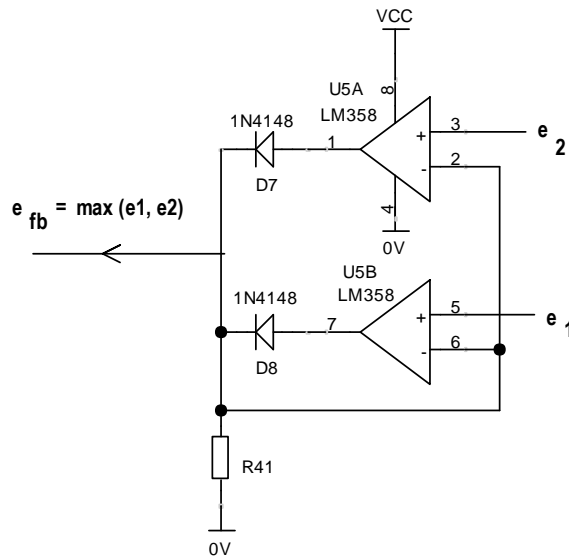 VCC
U5A
LM358
8
1N4148
1
+
3
e 2
-
2
D7
4
e fb = max (e1, e2)
0V
U5B
LM358
1N4148
7
+
5
e 1
-
6
D8
R41
0V